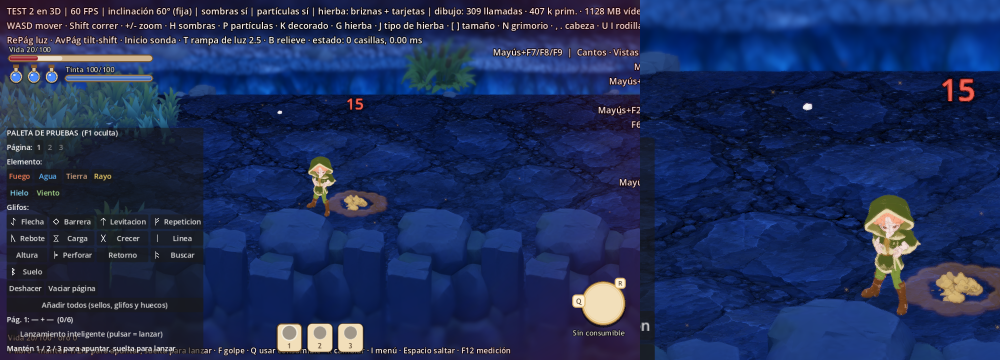 TEST 2 en 3D | 60 FPS | inclinación 60° (fija) | sombras sí | partículas sí | hierba: briznas + tarjetas | dibujo: 309 llamadas · 407 k prim. · 1128 MB víde
WASD mover · Shift correr · +/- zoom · H sombras · P partículas · K decorado · G hierba · J tipo de hierba · [ ] tamaño · N grimorio · , . cabeza · U I rodilla
RePág luz · AvPág tilt-shift · Inicio sonda · T rampa de luz 2.5 · B relieve · estado: 0 casillas, 0.00 ms
Vida 20/100
Mayús+F7/F8/F9 | Cantos · Vistas
Tinta 100/100
Mayús+
15
15
Mayús+F2
F6
PALETA DE PRUEBAS (F1 oculta)
Página: 1 2 3
Elemento:
Fuego Agua Tierra Rayo
Mayú
Hielo Viento
Glifos:
Flecha Barrera Levitacion Repeticion
Rebote Carga Crecer Linea
Altura Perforar Retorno Buscar
Suelo
Deshacer Vaciar página
R
Q
Añadir todos (sellos, glifos y huecos)
Pág. 1: — + — (0/6)
Sin consumible
Lanzamiento inteligente (pulsar = lanzar)
1 2 3
Mantén 1/2/3 para apuntar, suelta para lanzar
lanzar · F golpe · Q usar · I menú · Espacio saltar · F12 medición
ón